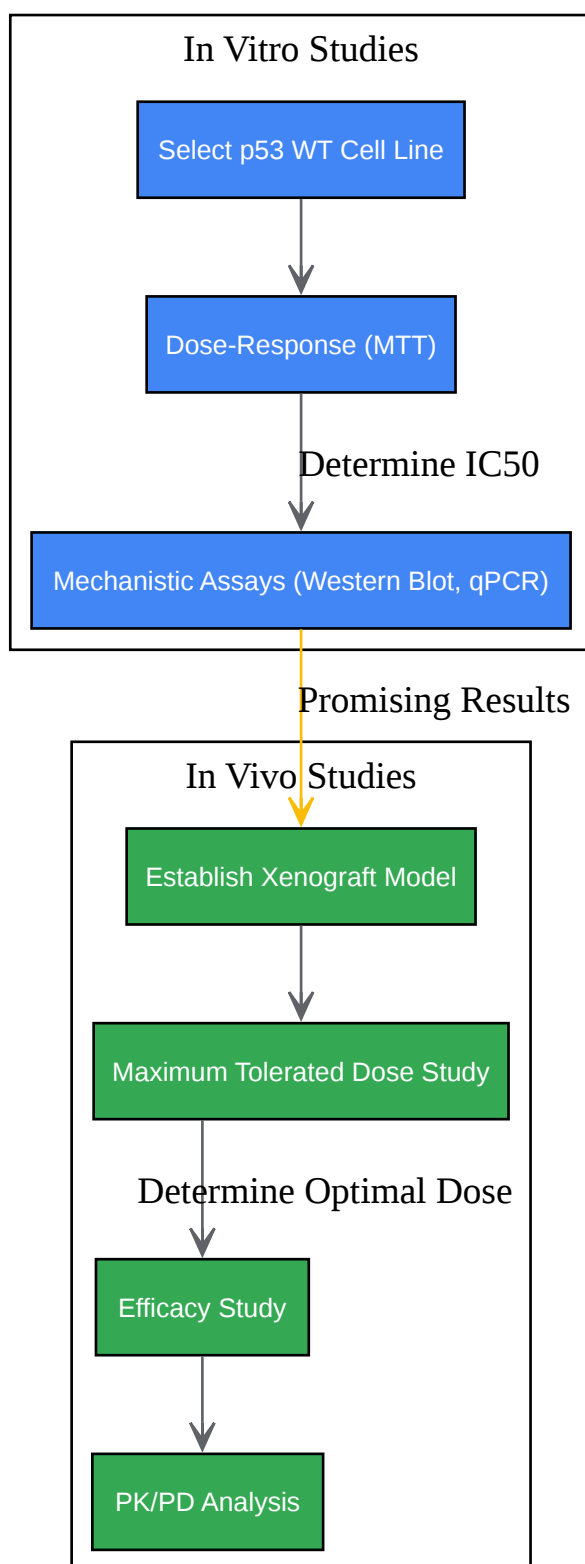 In Vitro Studies
Select p53 WT Cell Line
Dose-Response (MTT)
Determine IC50
Mechanistic Assays (Western Blot, qPCR)
Promising Results
In Vivo Studies
Establish Xenograft Model
Maximum Tolerated Dose Study
Determine Optimal Dose
Efficacy Study
PK/PD Analysis